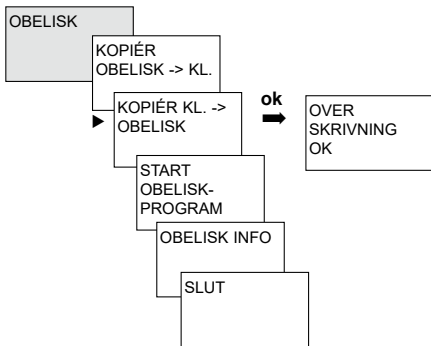 OBELISK
KOPIÉR
OBELISK -> KL.
KOPIÉR KL. ->
OBELISK
ok
OVER
SKRIVNING
OK
START
OBELISK-
PROGRAM
OBELISK INFO
SLUT